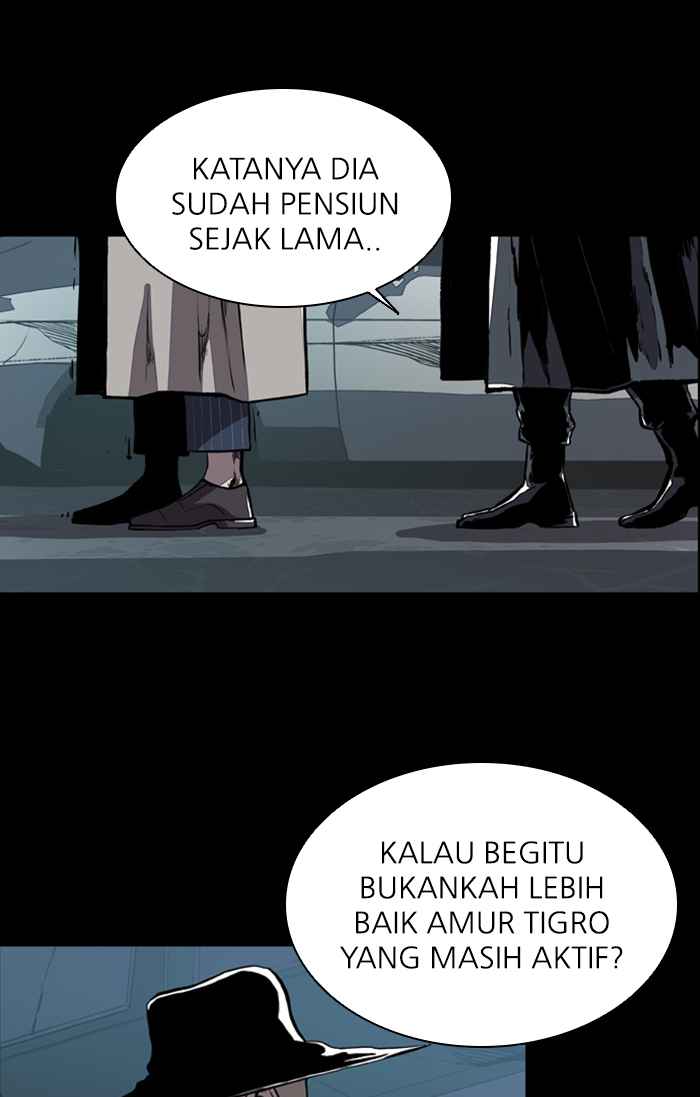 KATANYA DIA
SUDAH PENSIUN
SEJAK LAMA..
KALAU BEGITU
BUKANKAH LEBIH
BAIK AMUR TIGRO
YANG MASIH AKTIF?